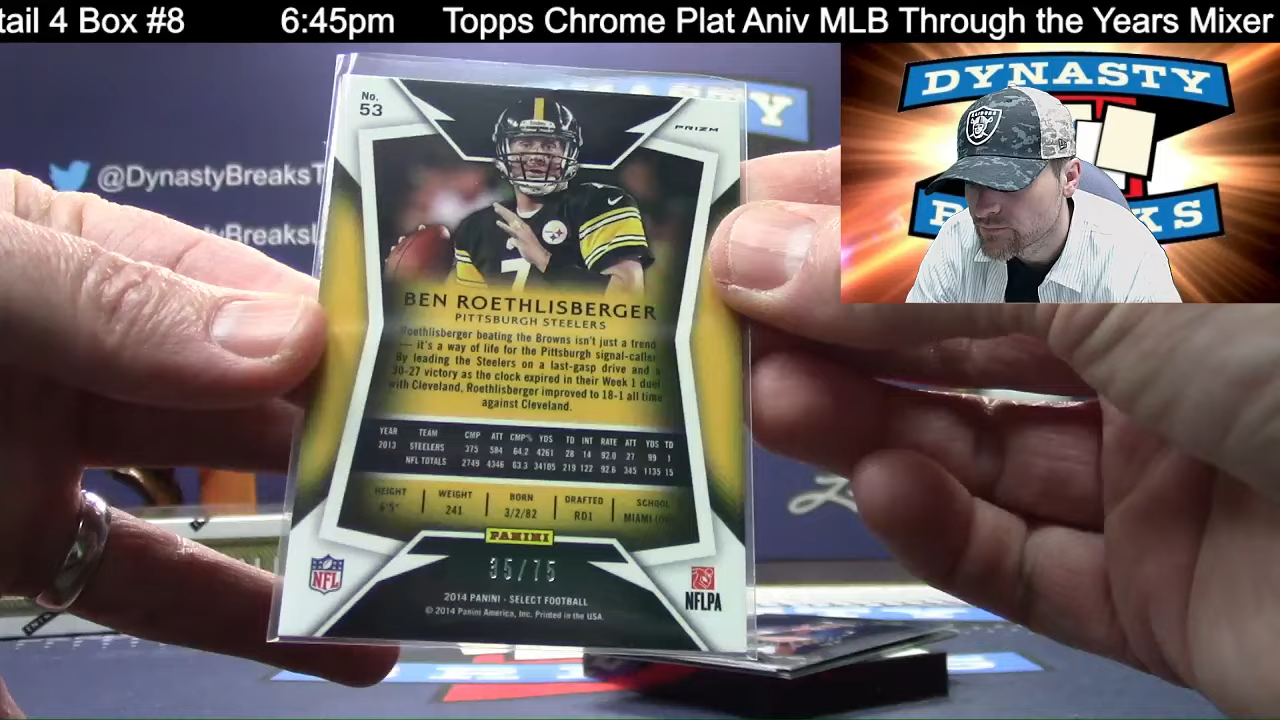 tail 4 Box #8 6:45pm Topps Chrome Plat Aniv MLB Through the Years Mixer
@DynastyBreaksT
DYNASTY
No.
53
PRIZM
7
BEN ROETHLISBERGER
PITTSBURGH STEELERS
Roethlisberger beating the Browns isn't just a trend
— it's a way of life for the Pittsburgh signal-caller.
By leading the Steelers on a last-gasp drive and a
30-27 victory as the clock expired in their Week 1 duel
with Cleveland, Roethlisberger improved to 18-1 all time
against Cleveland.
YEAR TEAM CMP ATT CMP% YDS TD INT RATE ATT YDS TD
2013 STEELERS 375 584 64.2 4261 28 14 92.0 27 99 1
NFL TOTALS 2749 4346 63.3 34105 219 122 92.6 345 1135 15
HEIGHT WEIGHT BORN DRAFTED SCHOOL
6'5" 241 3/2/82 RD1 MIAMI
PANINI
35/75
NFL
NFLPA
2014 PANINI - SELECT FOOTBALL
© 2014 Panini America, Inc. Printed in the USA.